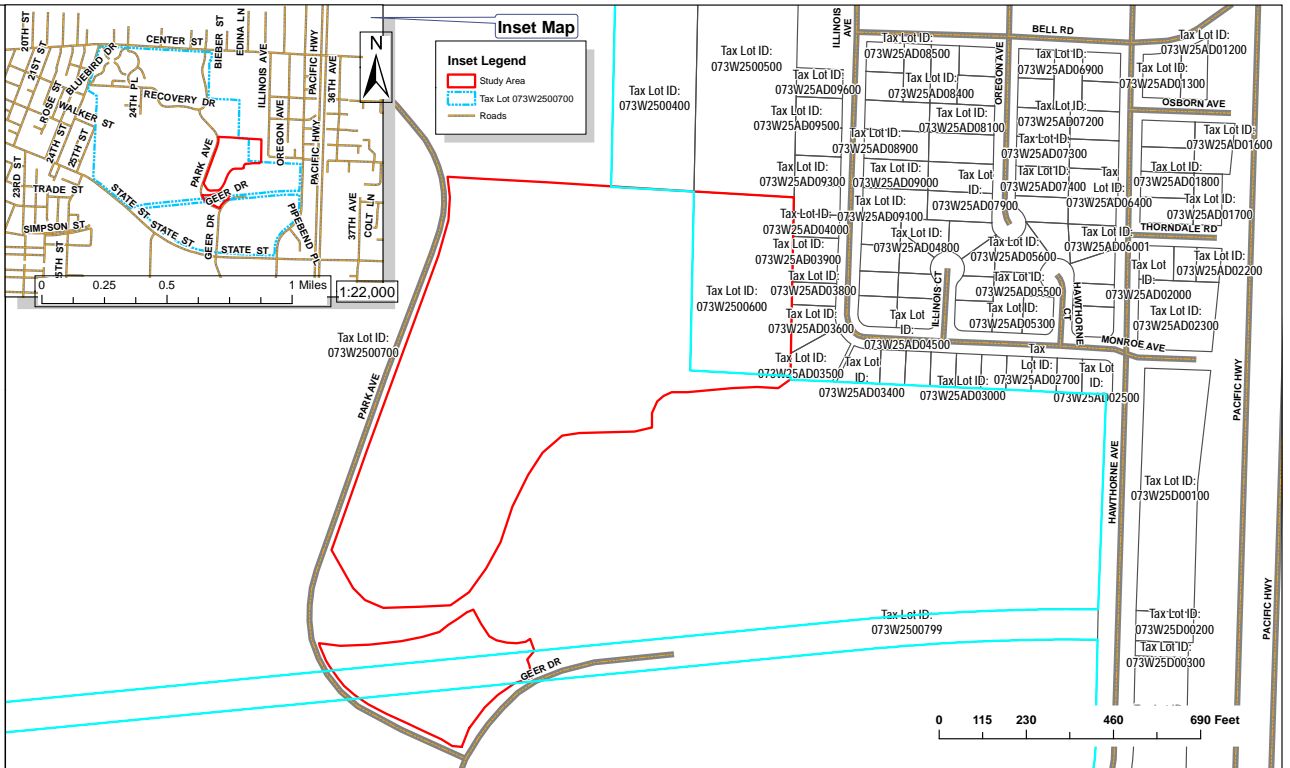 Inset Map
N
Inset Legend
Study Area
Tax Lot 073W2500700
Roads
20TH ST
21ST ST
BLUEBIRD DR
CENTER ST
BIEBER ST
EDINA LN
ILLINOIS AVE
PACIFIC HWY
36TH AVE
ROSE ST
WALKER ST
24TH PL
RECOVERY DR
24TH ST
25TH ST
OREGON AVE
PACIFIC HWY
23RD ST
PARK AVE
TRADE ST
GEER DR
STATE ST
STATE ST
SIMPSON ST
GEER DR
STATE ST
PIPEBEND PL
37TH AVE
COLT LN
0 0.25 0.5 1 Miles
1:22,000
ILLINOIS
AVE
BELL RD
Tax Lot ID:
073W2500500
Tax Lot ID:
073W2500400
Tax Lot ID:
073W25AD08500
Tax Lot ID:
073W25AD01200
Tax Lot ID:
073W25AD09600
Tax Lot ID:
073W25AD08400
OREGON AVE
Tax Lot ID:
073W25AD06900
Tax Lot ID:
073W25AD01300
OSBORN AVE
Tax Lot ID:
073W25AD09500
Tax Lot ID:
073W25AD08100
Tax Lot ID:
073W25AD07200
Tax Lot ID:
073W25AD08900
Tax Lot ID:
073W25AD07300
Tax Lot ID:
073W25AD01600
Tax Lot ID:
073W25AD09300
Tax Lot ID:
073W25AD09000
Tax Lot
ID:
073W25AD07900
Tax Lot ID:
073W25AD07400
Tax
Lot ID:
073W25AD06400
Tax Lot ID:
073W25AD01800
Tax Lot ID:
073W25AD01700
THORNDALE RD
Tax Lot ID:
073W25AD04000
Tax Lot ID:
073W25AD09100
Tax Lot ID:
073W25AD04800
Tax Lot ID:
073W25AD03900
Tax Lot ID:
073W25AD05600
Tax Lot ID:
073W25AD06001
Tax Lot ID:
073W25AD02200
Tax Lot ID:
073W25AD03800
Tax Lot ID:
073W25AD05500
Tax Lot
ID:
073W25AD02000
Tax Lot ID:
073W2500600
ILLINOIS CT
HAWTHORNE
CT
Tax Lot ID:
073W25AD03600
Tax Lot
ID:
073W25AD04500
Tax Lot ID:
073W25AD05300
Tax Lot ID:
073W25AD02300
MONROE AVE
Tax Lot ID:
073W2500700
Tax Lot ID:
073W25AD03500
Tax Lot
ID:
073W25AD03400
Tax Lot ID:
073W25AD03000
Tax
Lot ID:
073W25AD02700
Tax Lot
ID:
073W25AD02500
PARK AVE
PACIFIC HWY
HAWTHORNE AVE
Tax Lot ID:
073W25D00100
PACIFIC HWY
Tax Lot ID:
073W2500799
Tax Lot ID:
073W25D00200
Tax Lot ID:
073W25D00300
GEER DR
0 115 230 460 690 Feet